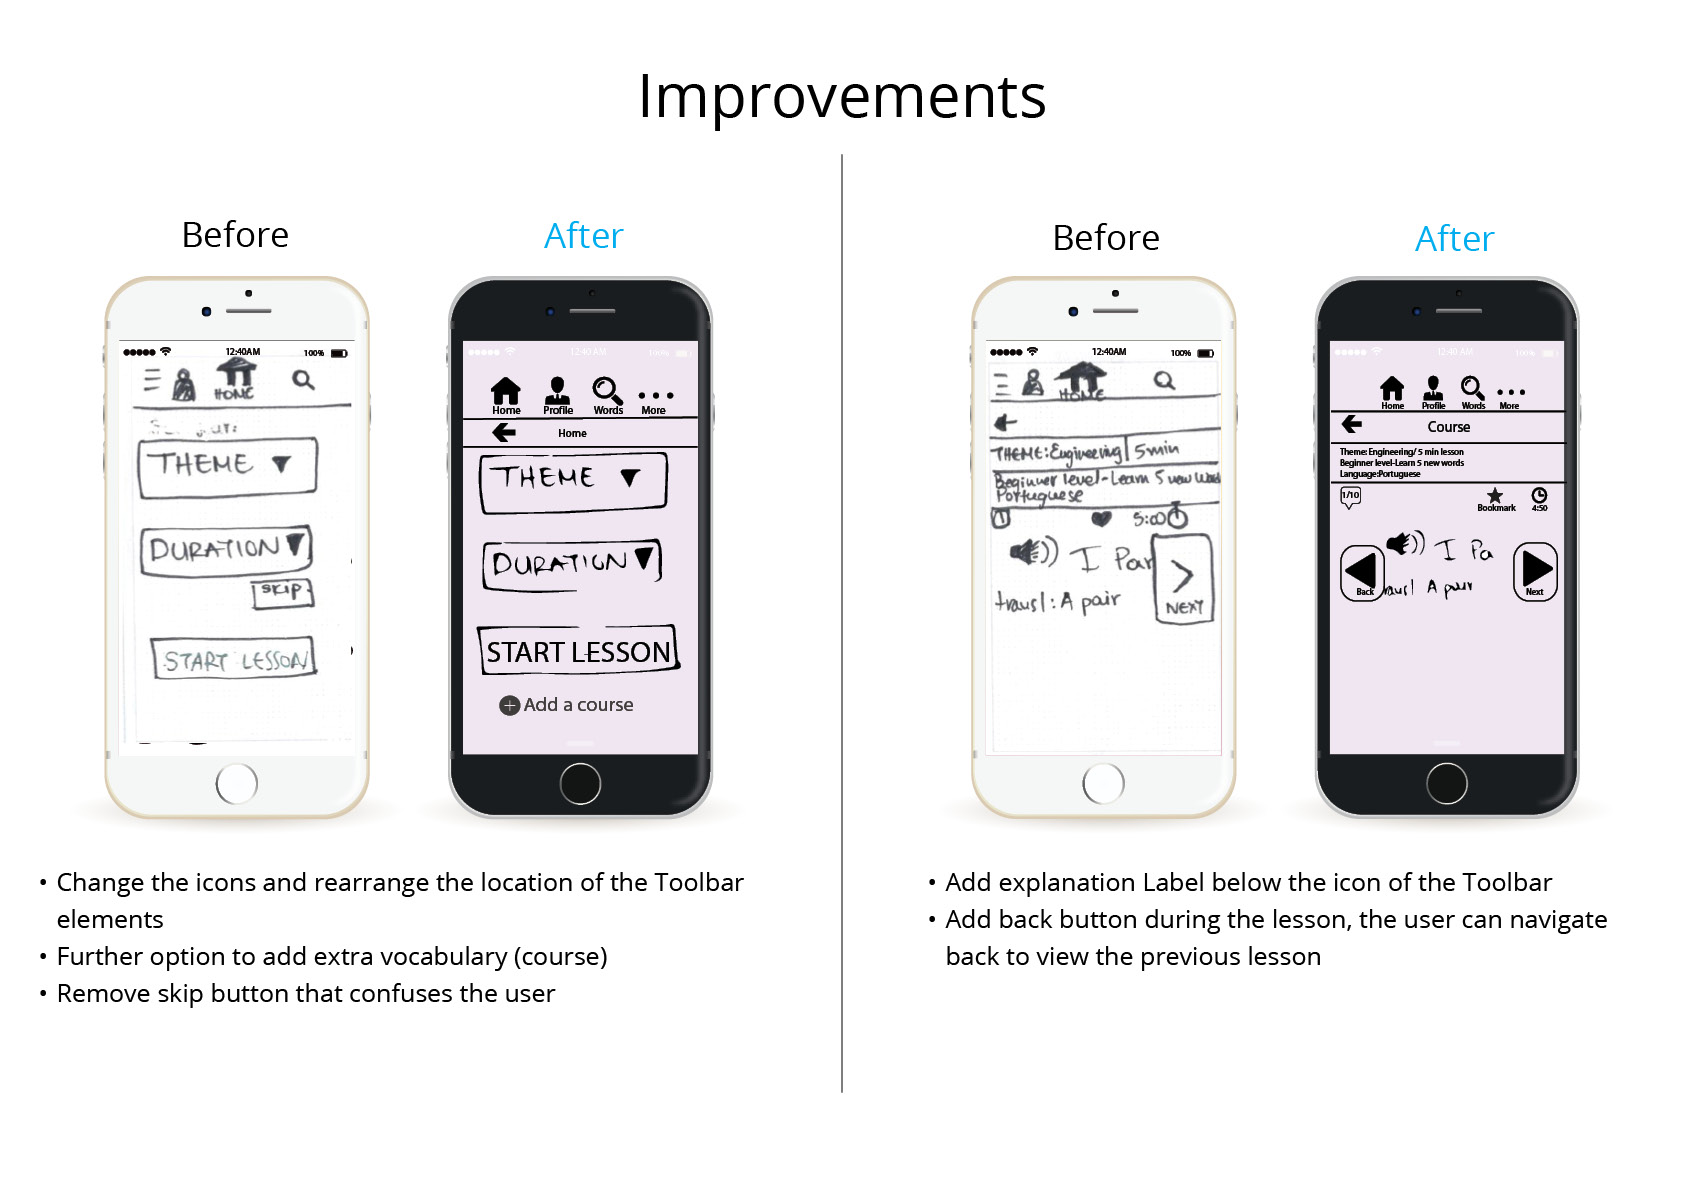 Improvements
Before
After
12:40AM
100%
HOME
THEME
DURATION
SKIP
START LESSON
12:40 AM
100%
Home
Profile
Words
More
Home
THEME
DURATION
START LESSON
Add a course
• Change the icons and rearrange the location of the Toolbar
elements
• Further option to add extra vocabulary (course)
• Remove skip button that confuses the user
Before
After
12:40AM
100%
HOME
THEME: Engineering 5min
Beginner level-Learn 5 new
Portuguese
5:00
I Par
transl: A pair
NEXT
12:40 AM
100%
Home
Profile
Words
More
Course
Theme: Engineering/ 5 min lesson
Beginner level-Learn 5 new words
Language:Portuguese
1/10
Bookmark
4:50
I Pa
Back
ransl A pair
Next
• Add explanation Label below the icon of the Toolbar
• Add back button during the lesson, the user can navigate
back to view the previous lesson